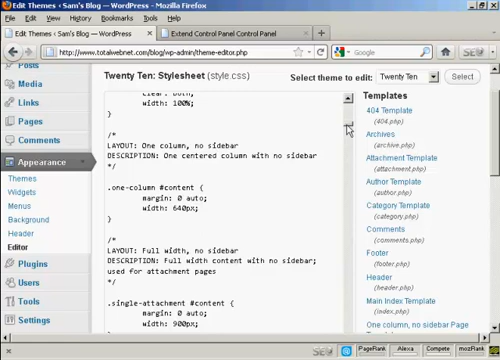 Edit Themes ‹ Sam's Blog — WordPress - Mozilla Firefox
File Edit View History Bookmarks Tools Help
Edit Themes ‹ Sam's Blog — WordPress
Extend Control Panel Control Panel
http://www.totalwebnet.com/blog/wp-admin/theme-editor.php
Google
Posts
Media
Links
Pages
Comments
Appearance
Themes
Widgets
Menus
Background
Header
Editor
Plugins
Users
Tools
Settings
Twenty Ten: Stylesheet (style.css)
Select theme to edit: Twenty Ten Select
clear: both;
width: 100%;
}
/*
LAYOUT: One column, no sidebar
DESCRIPTION: One centered column with no sidebar
*/
.one-column #content {
margin: 0 auto;
width: 640px;
}
/*
LAYOUT: Full width, no sidebar
DESCRIPTION: Full width content with no sidebar;
used for attachment pages
*/
.single-attachment #content {
margin: 0 auto;
width: 900px;
Templates
404 Template
(404.php)
Archives
(archive.php)
Attachment Template
(attachment.php)
Author Template
(author.php)
Category Template
(category.php)
Comments
(comments.php)
Footer
(footer.php)
Header
(header.php)
Main Index Template
(index.php)
One column, no sidebar Page
PageRank
Alexa
Compete
mozRank